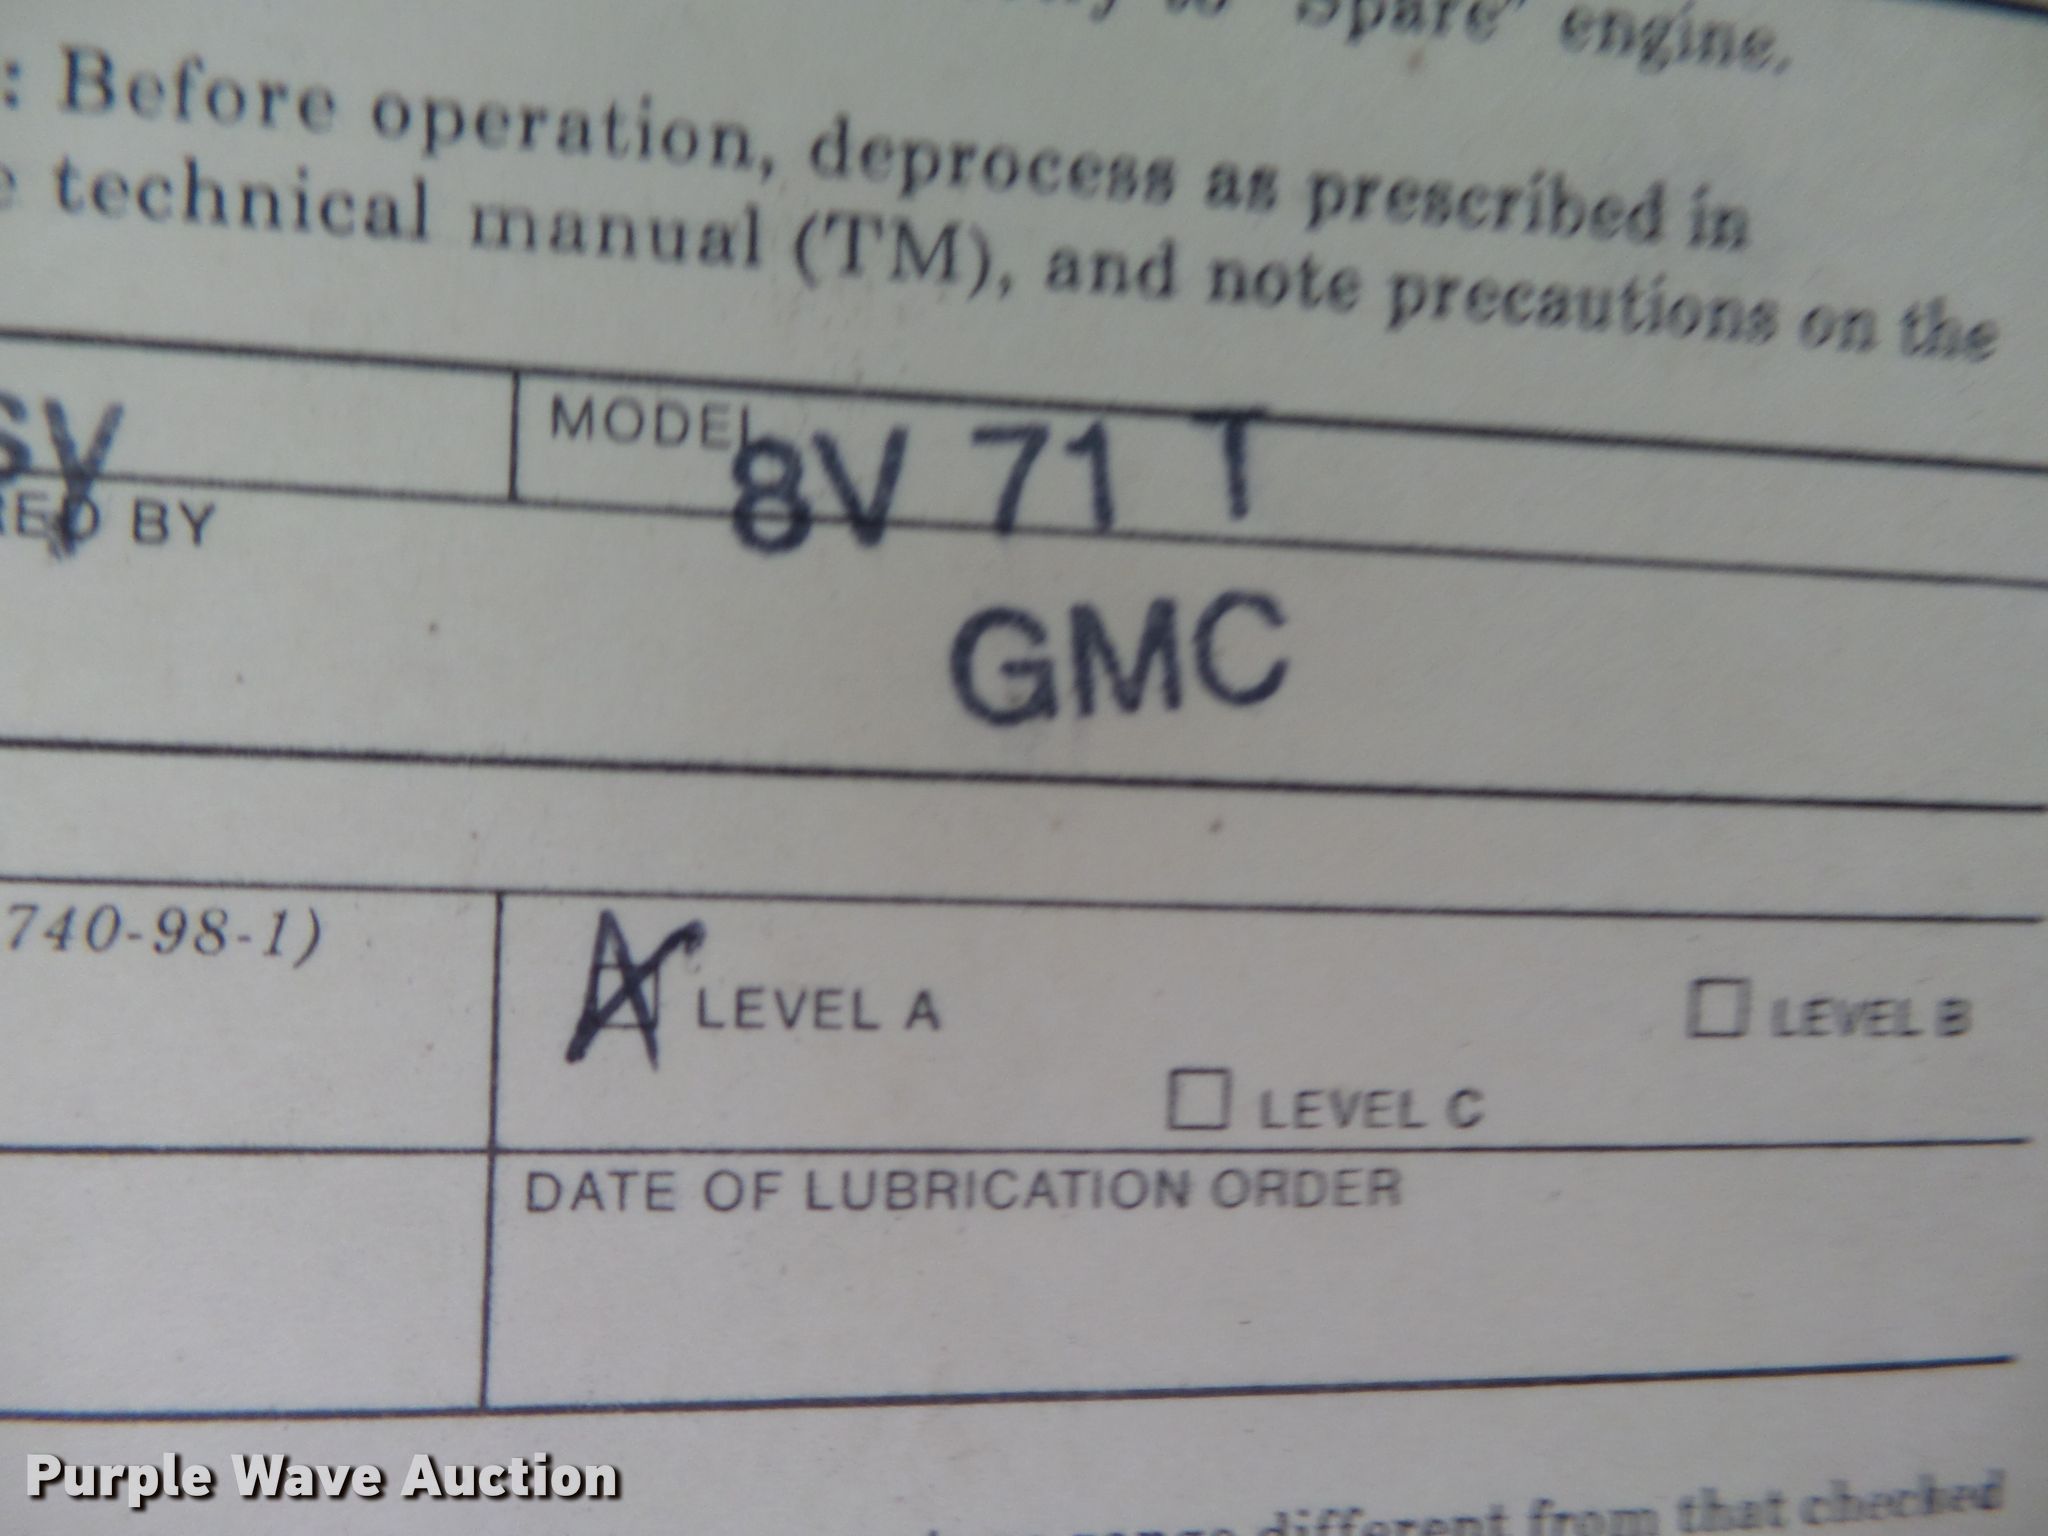 to "Spare" engine.
: Before operation, deprocess as prescribed in
technical manual (TM), and note precautions on the
MODEL 8V 71 T
BY
GMC
740-98-1)
LEVEL A
LEVEL B
LEVEL C
DATE OF LUBRICATION ORDER
different from that checked
Purple Wave Auction